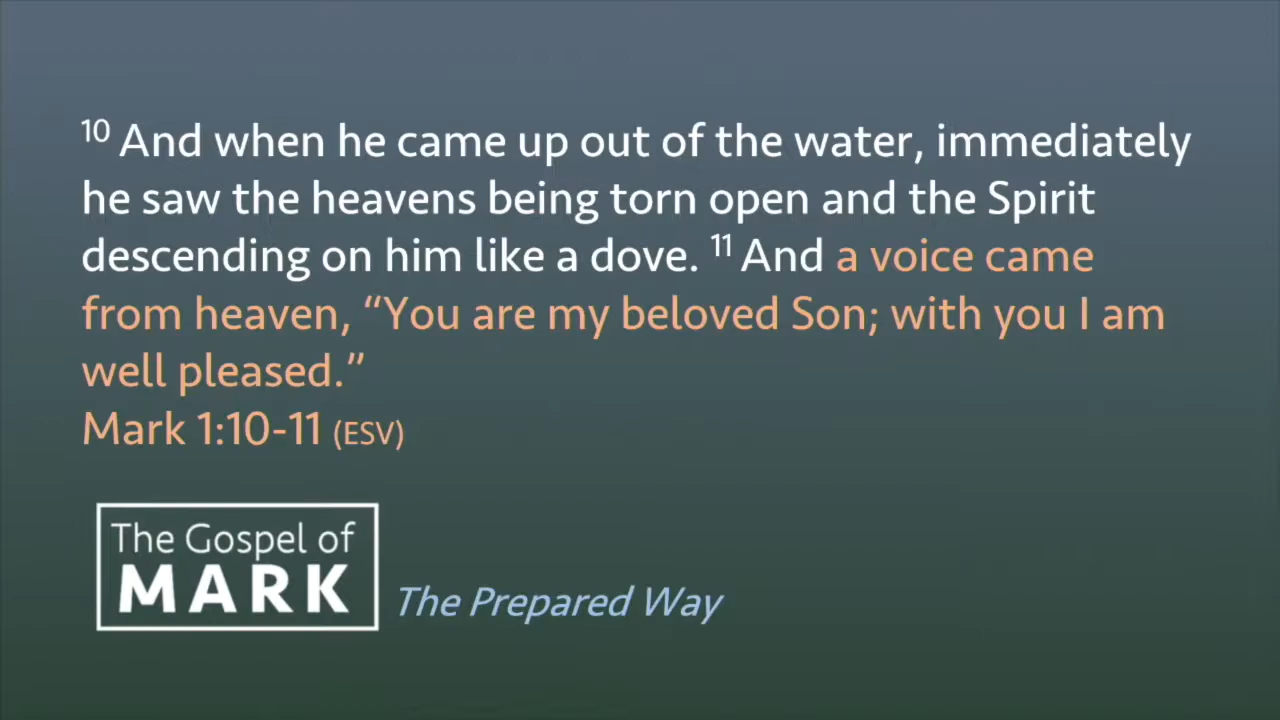 10 And when he came up out of the water, immediately
he saw the heavens being torn open and the Spirit
descending on him like a dove. 11 And a voice came
from heaven, “You are my beloved Son; with you I am
well pleased.”
Mark 1:10-11 (ESV)
The Gospel of
MARK
The Prepared Way